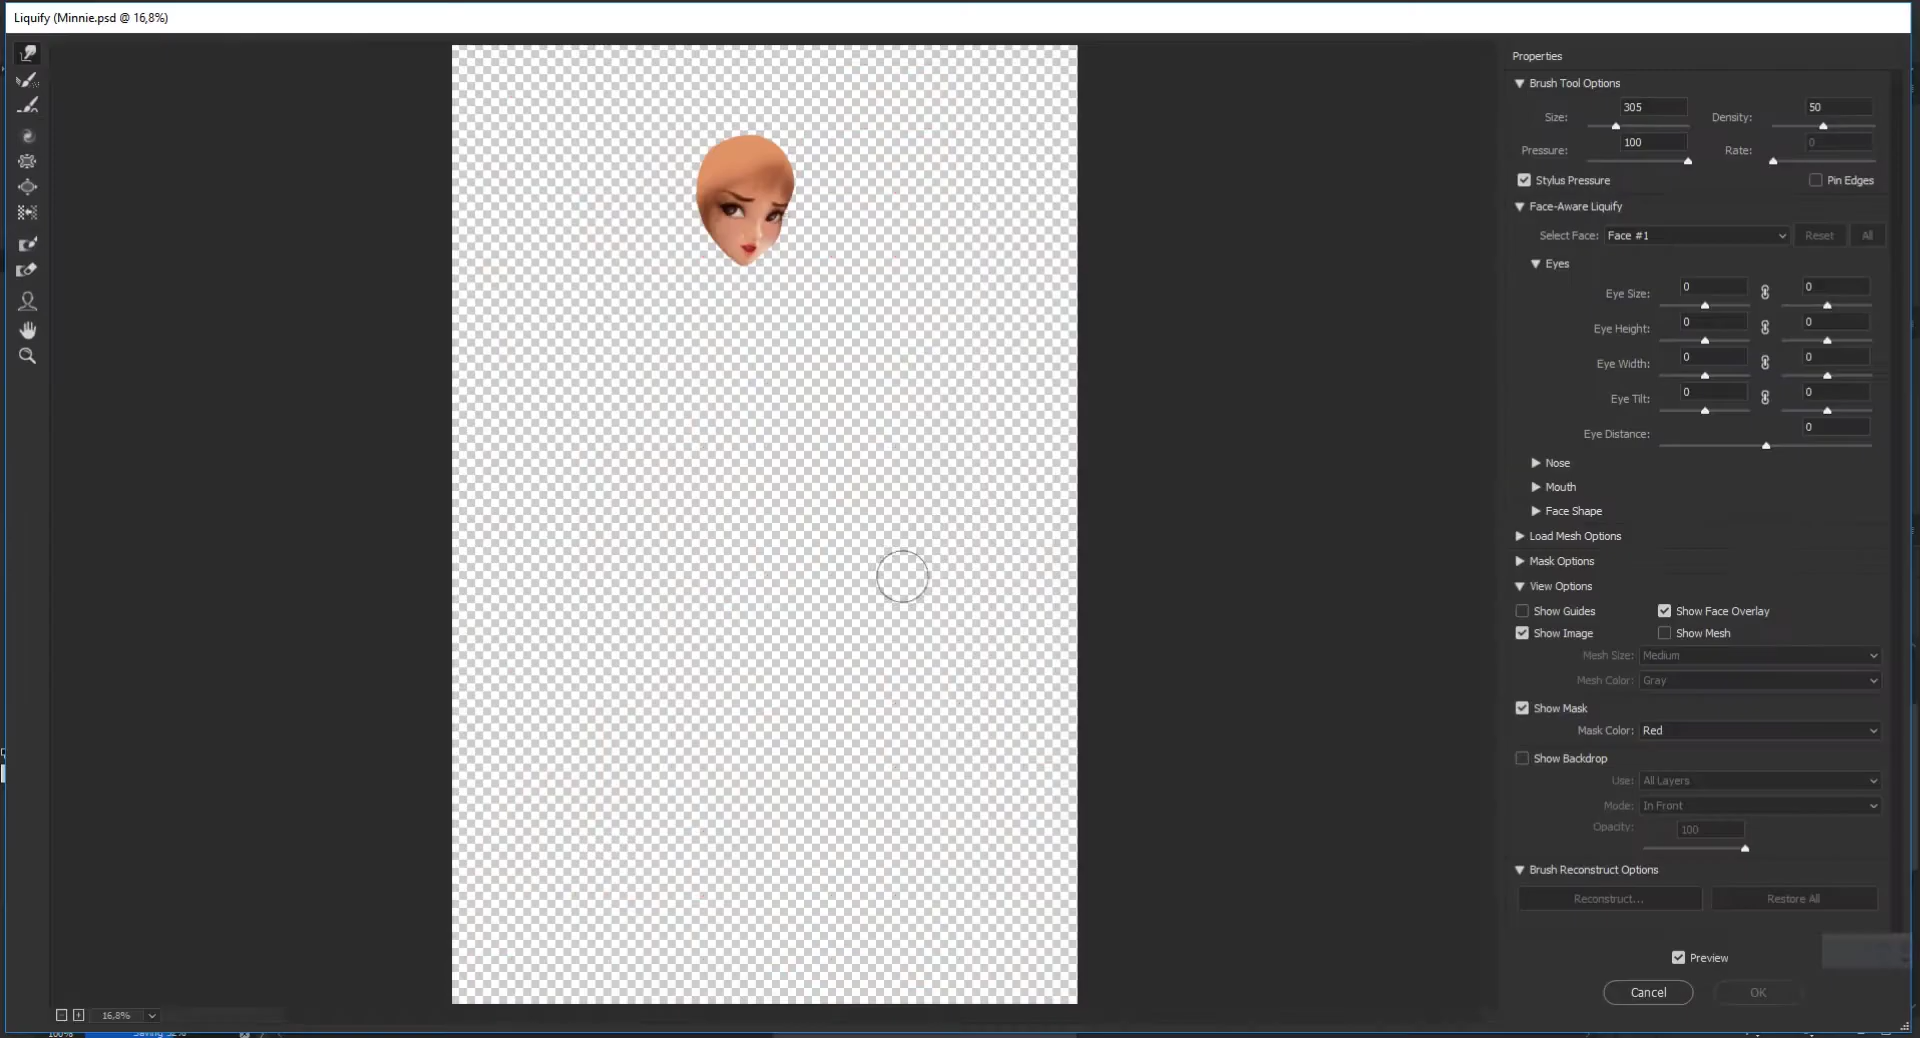 Liquify (Minnie.psd @ 16,8%)
Properties
Brush Tool Options
Size: 305 Density: 50
Pressure: 100 Rate: 0
Stylus Pressure Pin Edges
Face-Aware Liquify
Select Face: Face #1 Reset All
Eyes
Eye Size: 0 0
Eye Height: 0 0
Eye Width: 0 0
Eye Tilt: 0 0
Eye Distance: 0
Nose
Mouth
Face Shape
Load Mesh Options
Mask Options
View Options
Show Guides Show Face Overlay
Show Image Show Mesh
Mesh Size: Medium
Mesh Color: Gray
Show Mask
Mask Color: Red
Show Backdrop
Use: All Layers
Mode: In Front
Opacity: 100
Brush Reconstruct Options
Reconstruct... Restore All
Preview
Cancel OK
16,8%
100% Saving